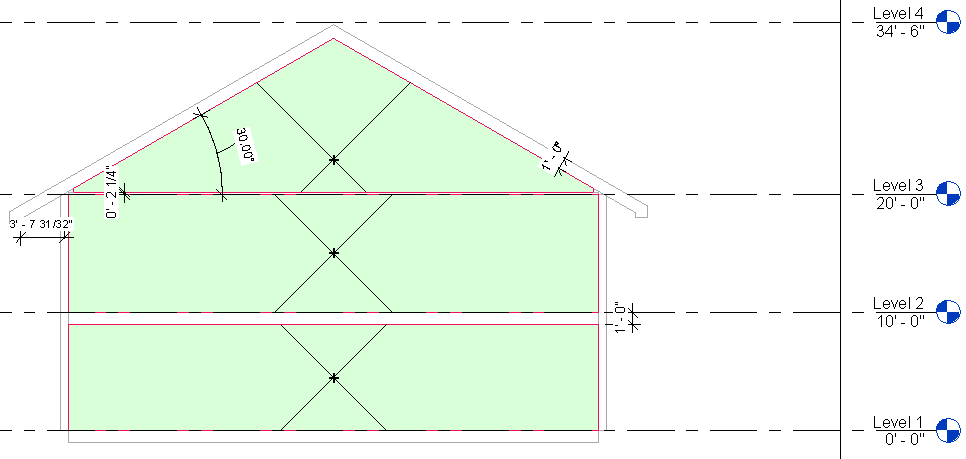 Level 4
34' - 6"
30.00°
1' - 0"
0' - 2 1/4"
Level 3
20' - 0"
3' - 7 31/32"
Level 2
10' - 0"
1' - 0"
Level 1
0' - 0"